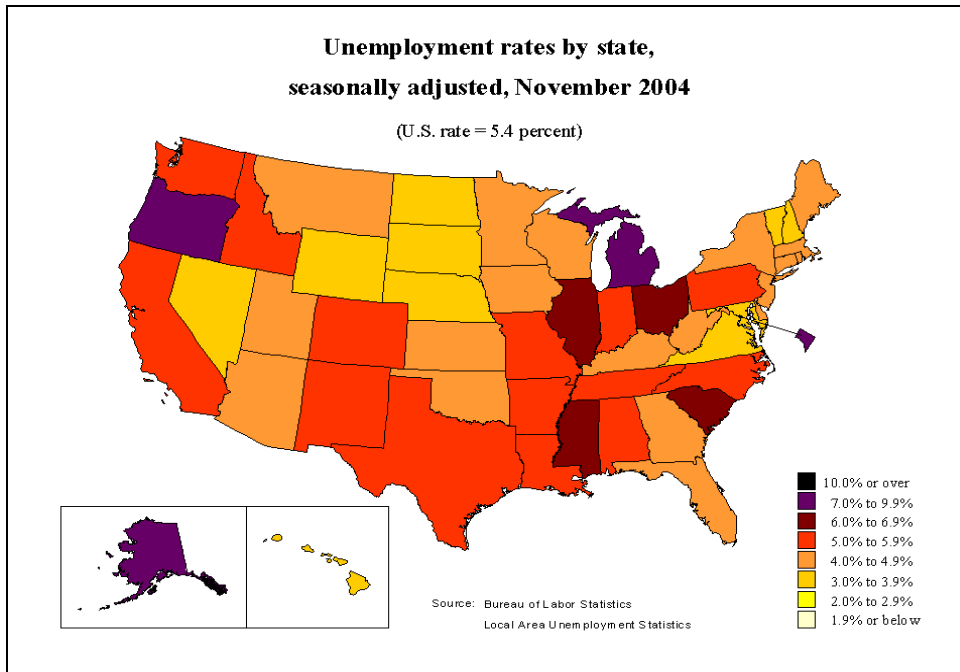 Unemployment rates by state,
seasonally adjusted, November 2004
(U.S. rate = 5.4 percent)
10.0% or over
7.0% to 9.9%
6.0% to 6.9%
5.0% to 5.9%
4.0% to 4.9%
3.0% to 3.9%
2.0% to 2.9%
1.9% or below
Source: Bureau of Labor Statistics
Local Area Unemployment Statistics